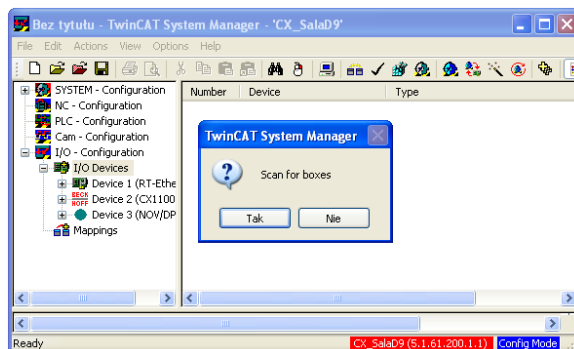 Bez tytułu - TwinCAT System Manager - 'CX_SalaD9'
File Edit Actions View Options Help
Number Device Type
SYSTEM - Configuration
NC - Configuration
PLC - Configuration
Cam - Configuration
I/O - Configuration
I/O Devices
Device 1 (RT-Ethe
BECK
HOFF
Device 2 (CX1100
Device 3 (NOV/DP
Mappings
TwinCAT System Manager
Scan for boxes
Tak Nie
Ready CX_SalaD9 (5.1.61.200.1.1) Config Mode